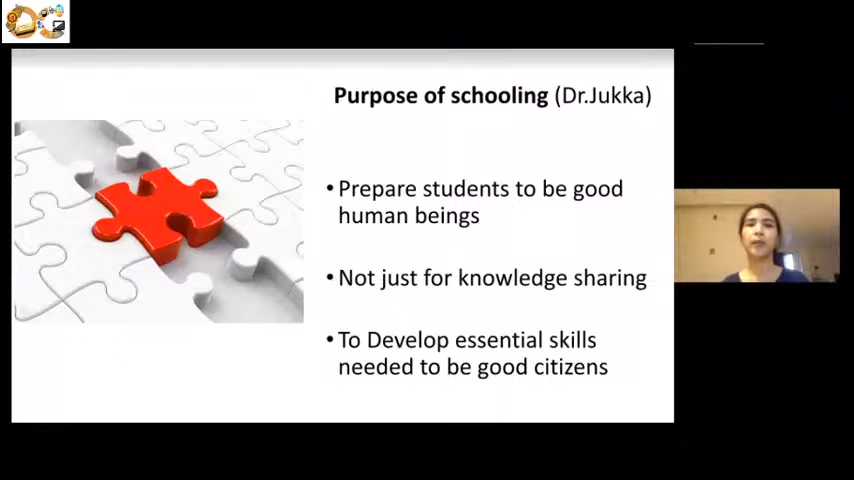 Purpose of schooling (Dr.Jukka)
• Prepare students to be good
human beings
• Not just for knowledge sharing
• To Develop essential skills
needed to be good citizens